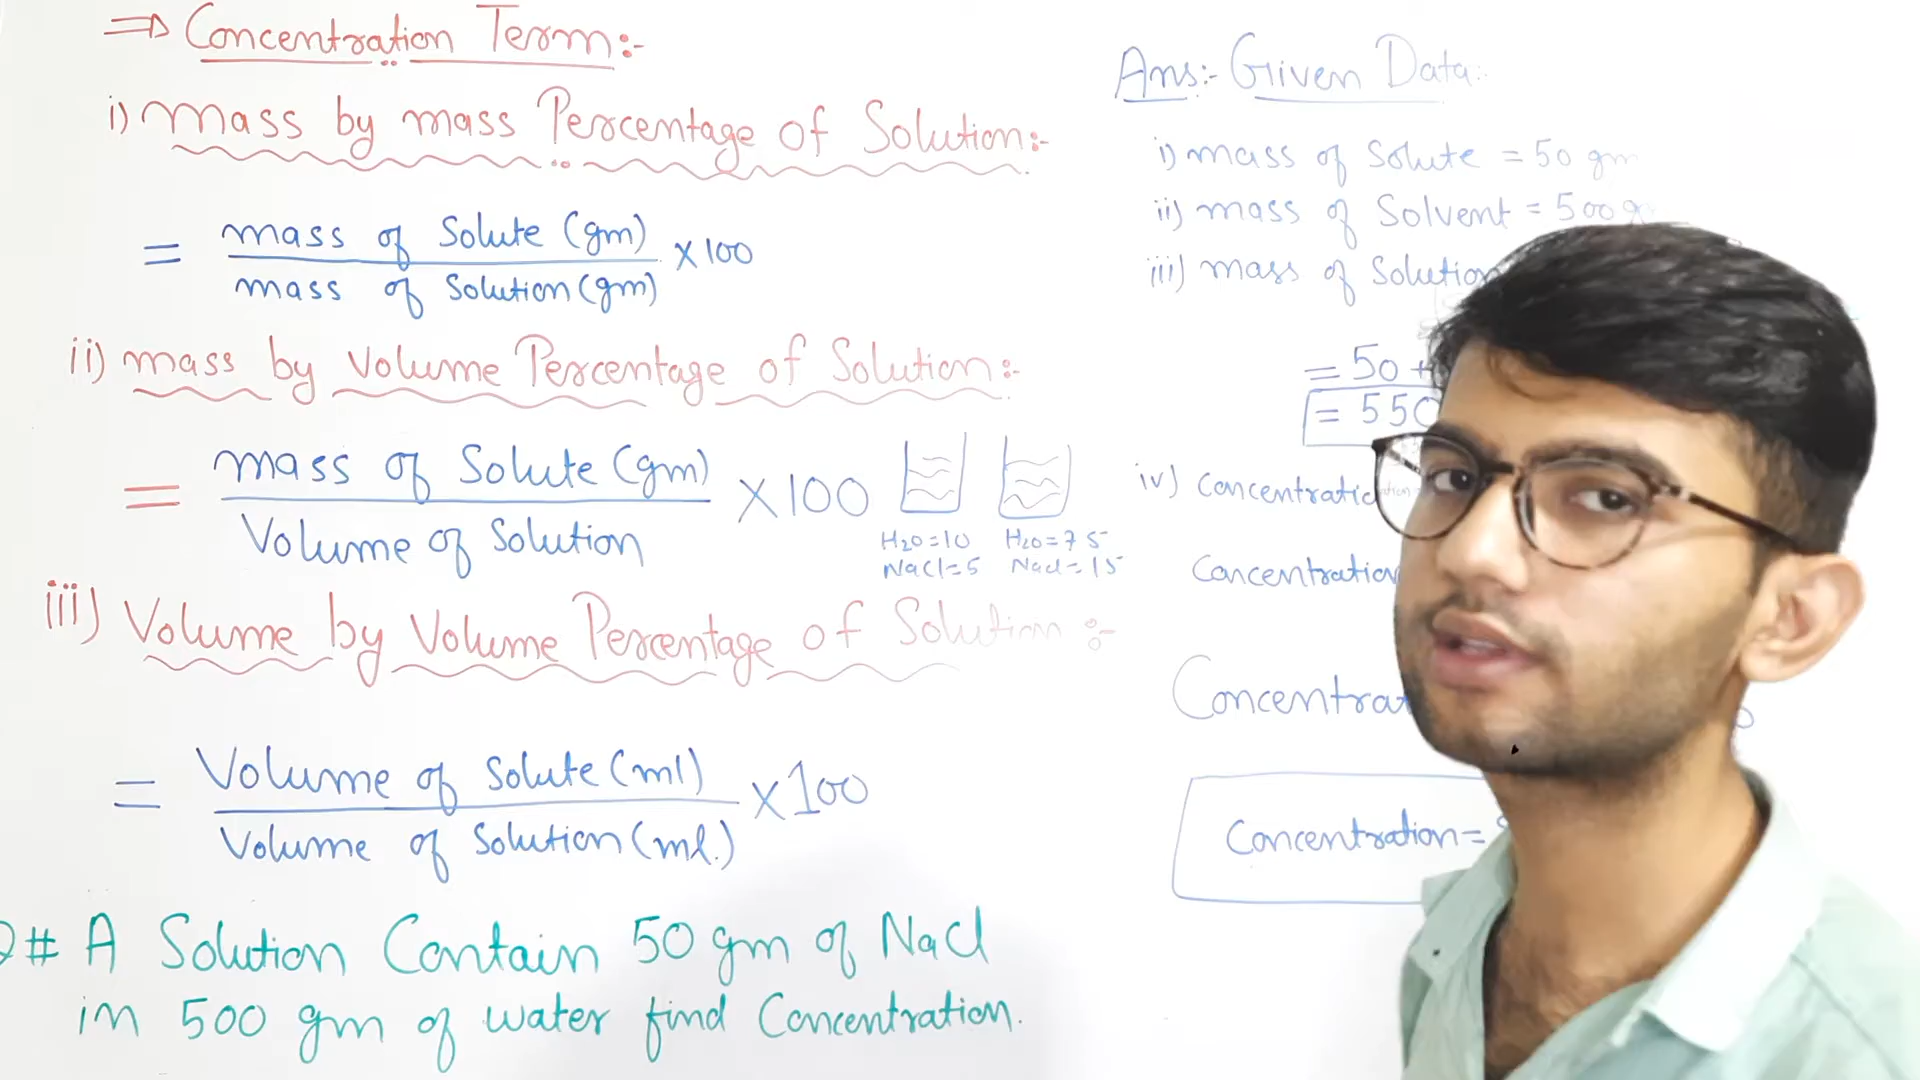 ⇒ Concentration Term:-
i) Mass by mass Percentage of Solution:-
= mass of Solute (gm)
mass of Solution (gm) ×100
ii) mass by Volume Percentage of Solution:-
= mass of Solute (gm)
Volume of Solution ×100
H2O=10
NaCl=5
H2O=75
NaCl=15
iii) Volume by Volume Percentage of Solution :-
= Volume of Solute (ml)
Volume of Solution (ml.) ×100
Q# A Solution Contain 50 gm of NaCl
in 500 gm of water find Concentration.
Ans:- Given Data:-
i) mass of Solute = 50 gm
ii) mass of Solvent = 500 g
iii) mass of Solution
= 50 +
= 550
iv) Concentratio
Concentration
Concentrat
Concentration=